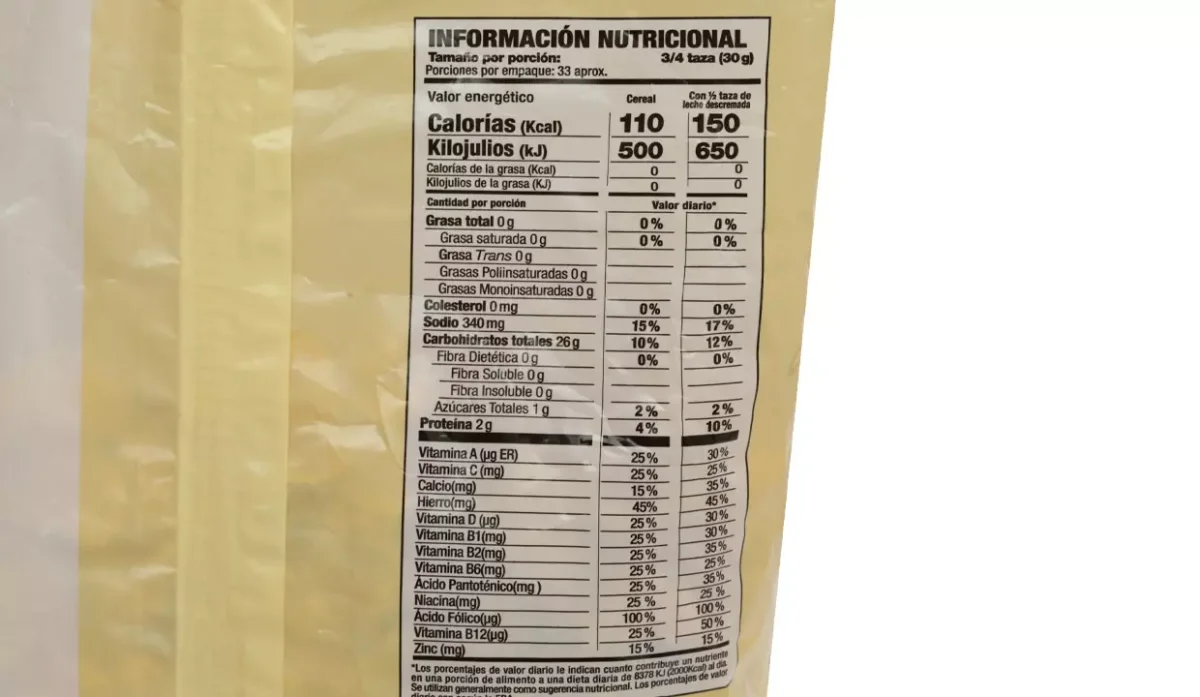 INFORMACIÓN NUTRICIONAL
Tamaño por porción: 3/4 taza (30 g)
Porciones por empaque: 33 aprox.
Valor energético Cereal Con ½ taza de leche descremada
Calorías (Kcal) 110 150
Kilojulios (kJ) 500 650
Calorías de la grasa (Kcal) 0 0
Kilojulios de la grasa (KJ) 0 0
Cantidad por porción Valor diario*
Grasa total 0 g 0% 0%
Grasa saturada 0 g 0% 0%
Grasa Trans 0 g
Grasas Poliinsaturadas 0 g
Grasas Monoinsaturadas 0 g
Colesterol 0 mg 0% 0%
Sodio 340 mg 15% 17%
Carbohidratos totales 26 g 10% 12%
Fibra Dietética 0 g 0% 0%
Fibra Soluble 0 g
Fibra Insoluble 0 g
Azúcares Totales 1 g 2% 2%
Proteína 2 g 4% 10%
Vitamina A (µg ER) 25% 30%
Vitamina C (mg) 25% 25%
Calcio(mg) 15% 35%
Hierro(mg) 45% 45%
Vitamina D (µg) 25% 30%
Vitamina B1(mg) 25% 30%
Vitamina B2(mg) 25% 35%
Vitamina B6(mg) 25% 25%
Ácido Pantoténico(mg) 25% 35%
Niacina(mg) 25% 25%
Ácido Fólico(µg) 100% 100%
Vitamina B12(µg) 25% 50%
Zinc (mg) 15% 15%
*Los porcentajes de valor diario le indican cuanto contribuye un nutriente
en una porción de alimento a una dieta diaria de 8378 KJ (2000Kcal) al día.
Se utilizan generalmente como sugerencia nutricional. Los porcentajes de valor